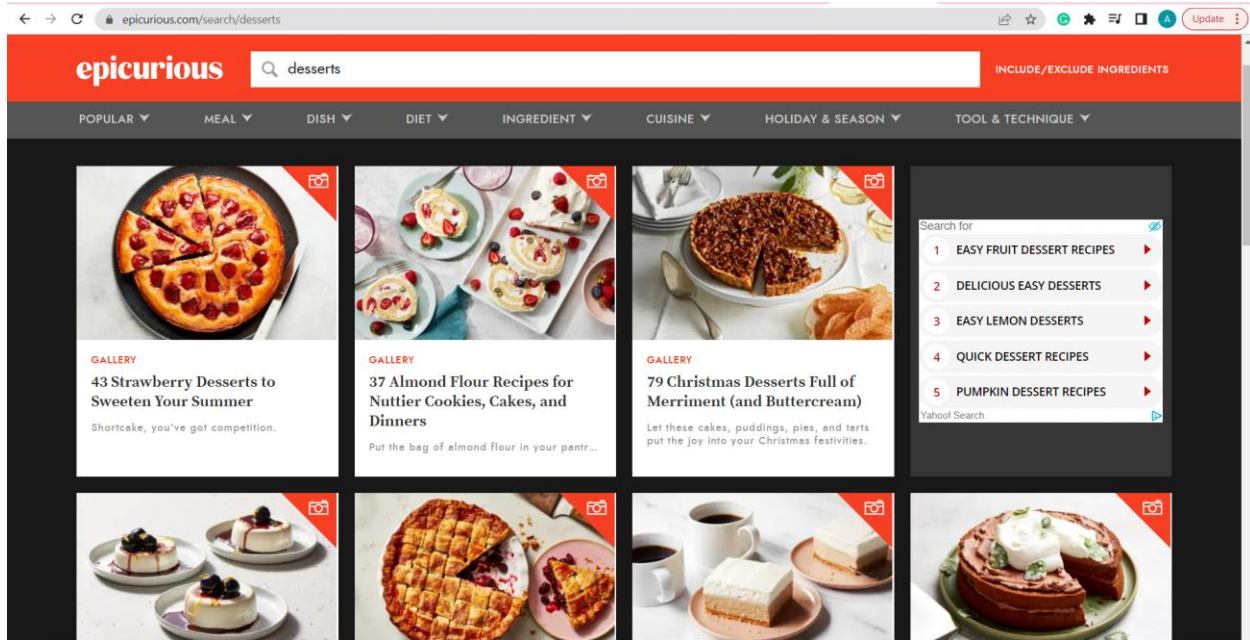 epicurious.com/search/desserts
A
Update
epicurious
desserts
INCLUDE/EXCLUDE INGREDIENTS
POPULAR
MEAL
DISH
DIET
INGREDIENT
CUISINE
HOLIDAY & SEASON
TOOL & TECHNIQUE
GALLERY
43 Strawberry Desserts to
Sweeten Your Summer
Shortcake, you've got competition.
GALLERY
37 Almond Flour Recipes for
Nuttier Cookies, Cakes, and
Dinners
Put the bag of almond flour in your pantr...
GALLERY
79 Christmas Desserts Full of
Merriment (and Buttercream)
Let these cakes, puddings, pies, and tarts
put the joy into your Christmas festivities.
Search for
1 EASY FRUIT DESSERT RECIPES
2 DELICIOUS EASY DESSERTS
3 EASY LEMON DESSERTS
4 QUICK DESSERT RECIPES
5 PUMPKIN DESSERT RECIPES
Yahoo! Search